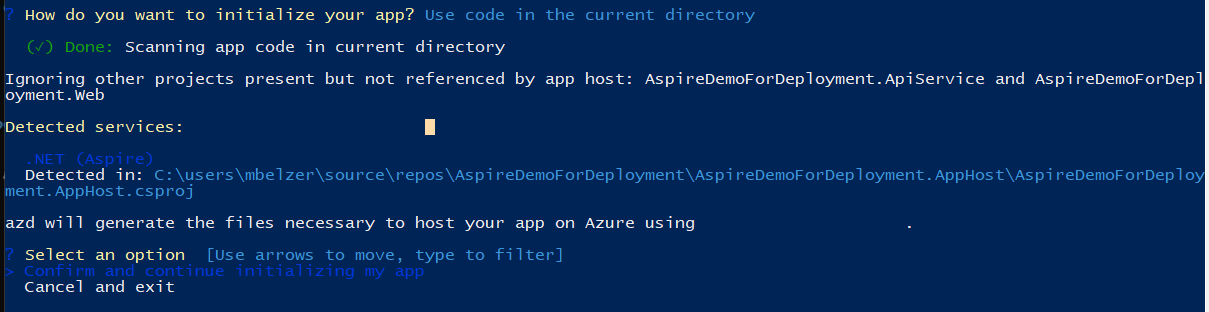 ? How do you want to initialize your app? Use code in the current directory
(✓) Done: Scanning app code in current directory
Ignoring other projects present but not referenced by app host: AspireDemoForDeployment.ApiService and AspireDemoForDepl
oyment.Web
Detected services:
.NET (Aspire)
Detected in: C:\users\mbelzer\source\repos\AspireDemoForDeployment\AspireDemoForDeployment.AppHost\AspireDemoForDeploy
ment.AppHost.csproj
azd will generate the files necessary to host your app on Azure using .
? Select an option [Use arrows to move, type to filter]
> Confirm and continue initializing my app
Cancel and exit